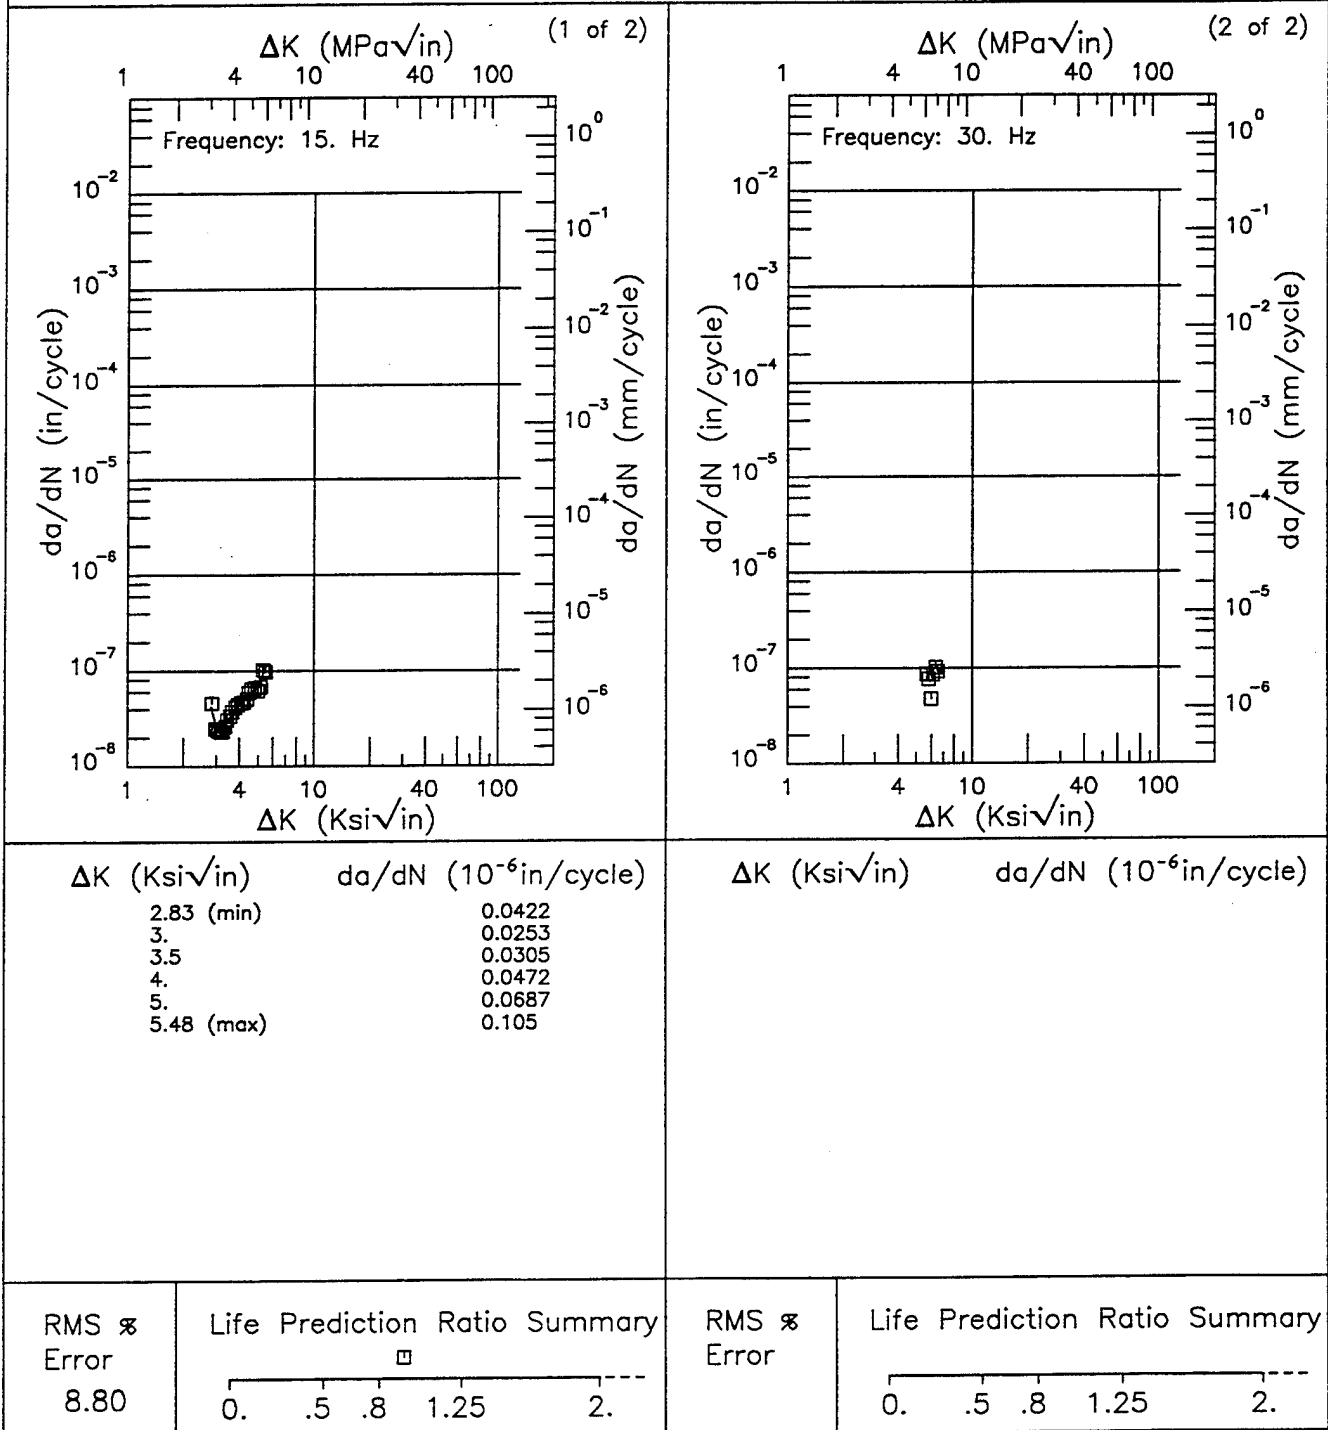 (1 of 2)
ΔK (MPa√in)
1 4 10 40 100
Frequency: 15. Hz
10⁰
10⁻²
10⁻¹
10⁻³
10⁻²
10⁻⁴
10⁻³
10⁻⁵
10⁻⁴
10⁻⁶
10⁻⁵
10⁻⁷
10⁻⁶
10⁻⁸
da/dN (in/cycle)
da/dN (mm/cycle)
1 4 10 40 100
ΔK (Ksi√in)
(2 of 2)
ΔK (MPa√in)
1 4 10 40 100
Frequency: 30. Hz
10⁰
10⁻²
10⁻¹
10⁻³
10⁻²
10⁻⁴
10⁻³
10⁻⁵
10⁻⁴
10⁻⁶
10⁻⁵
10⁻⁷
10⁻⁶
10⁻⁸
da/dN (in/cycle)
da/dN (mm/cycle)
1 4 10 40 100
ΔK (Ksi√in)
ΔK (Ksi√in) da/dN (10⁻⁶in/cycle)
2.83 (min) 0.0422
3. 0.0253
3.5 0.0305
4. 0.0472
5. 0.0687
5.48 (max) 0.105
ΔK (Ksi√in) da/dN (10⁻⁶in/cycle)
RMS %
Error
8.80
Life Prediction Ratio Summary
0. .5 .8 1.25 2.
RMS %
Error
Life Prediction Ratio Summary
0. .5 .8 1.25 2.